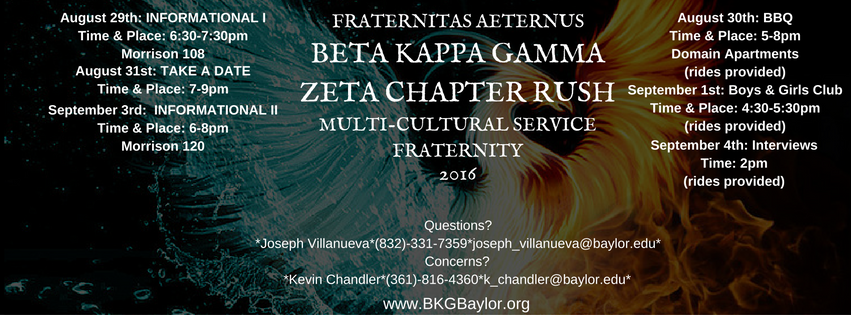 August 29th: INFORMATIONAL I
Time & Place: 6:30-7:30pm
Morrison 108
August 31st: TAKE A DATE
Time & Place: 7-9pm
September 3rd: INFORMATIONAL II
Time & Place: 6-8pm
Morrison 120
FRATERNITAS AETERNUS
BETA KAPPA GAMMA
ZETA CHAPTER RUSH
MULTI-CULTURAL SERVICE
FRATERNITY
2016
August 30th: BBQ
Time & Place: 5-8pm
Domain Apartments
(rides provided)
September 1st: Boys & Girls Club
Time & Place: 4:30-5:30pm
(rides provided)
September 4th: Interviews
Time: 2pm
(rides provided)
Questions?
*Joseph Villanueva*(832)-331-7359*joseph_villanueva@baylor.edu*
Concerns?
*Kevin Chandler*(361)-816-4360*k_chandler@baylor.edu*
www.BKGBaylor.org